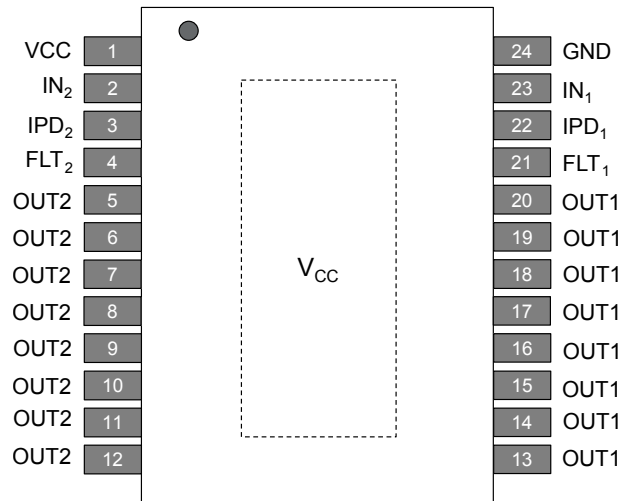 VCC 1 24 GND
IN₂ 2 23 IN₁
IPD₂ 3 22 IPD₁
FLT₂ 4 21 FLT₁
OUT2 5 20 OUT1
OUT2 6 19 OUT1
OUT2 7 18 OUT1
V_CC
OUT2 8 17 OUT1
OUT2 9 16 OUT1
OUT2 10 15 OUT1
OUT2 11 14 OUT1
OUT2 12 13 OUT1